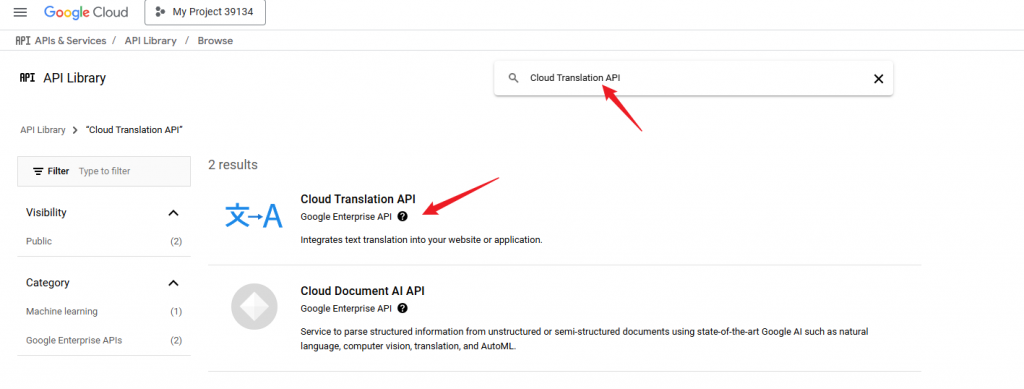 Google Cloud
My Project 39134
API APIs & Services / API Library / Browse
API API Library
Cloud Translation API
API Library > "Cloud Translation API"
Filter Type to filter
2 results
Visibility
Public (2)
Category
Machine learning (1)
Google Enterprise APIs (2)
文→A
Cloud Translation API
Google Enterprise API ?
Integrates text translation into your website or application.
Cloud Document AI API
Google Enterprise API ?
Service to parse structured information from unstructured or semi-structured documents using state-of-the-art Google AI such as natural
language, computer vision, translation, and AutoML.